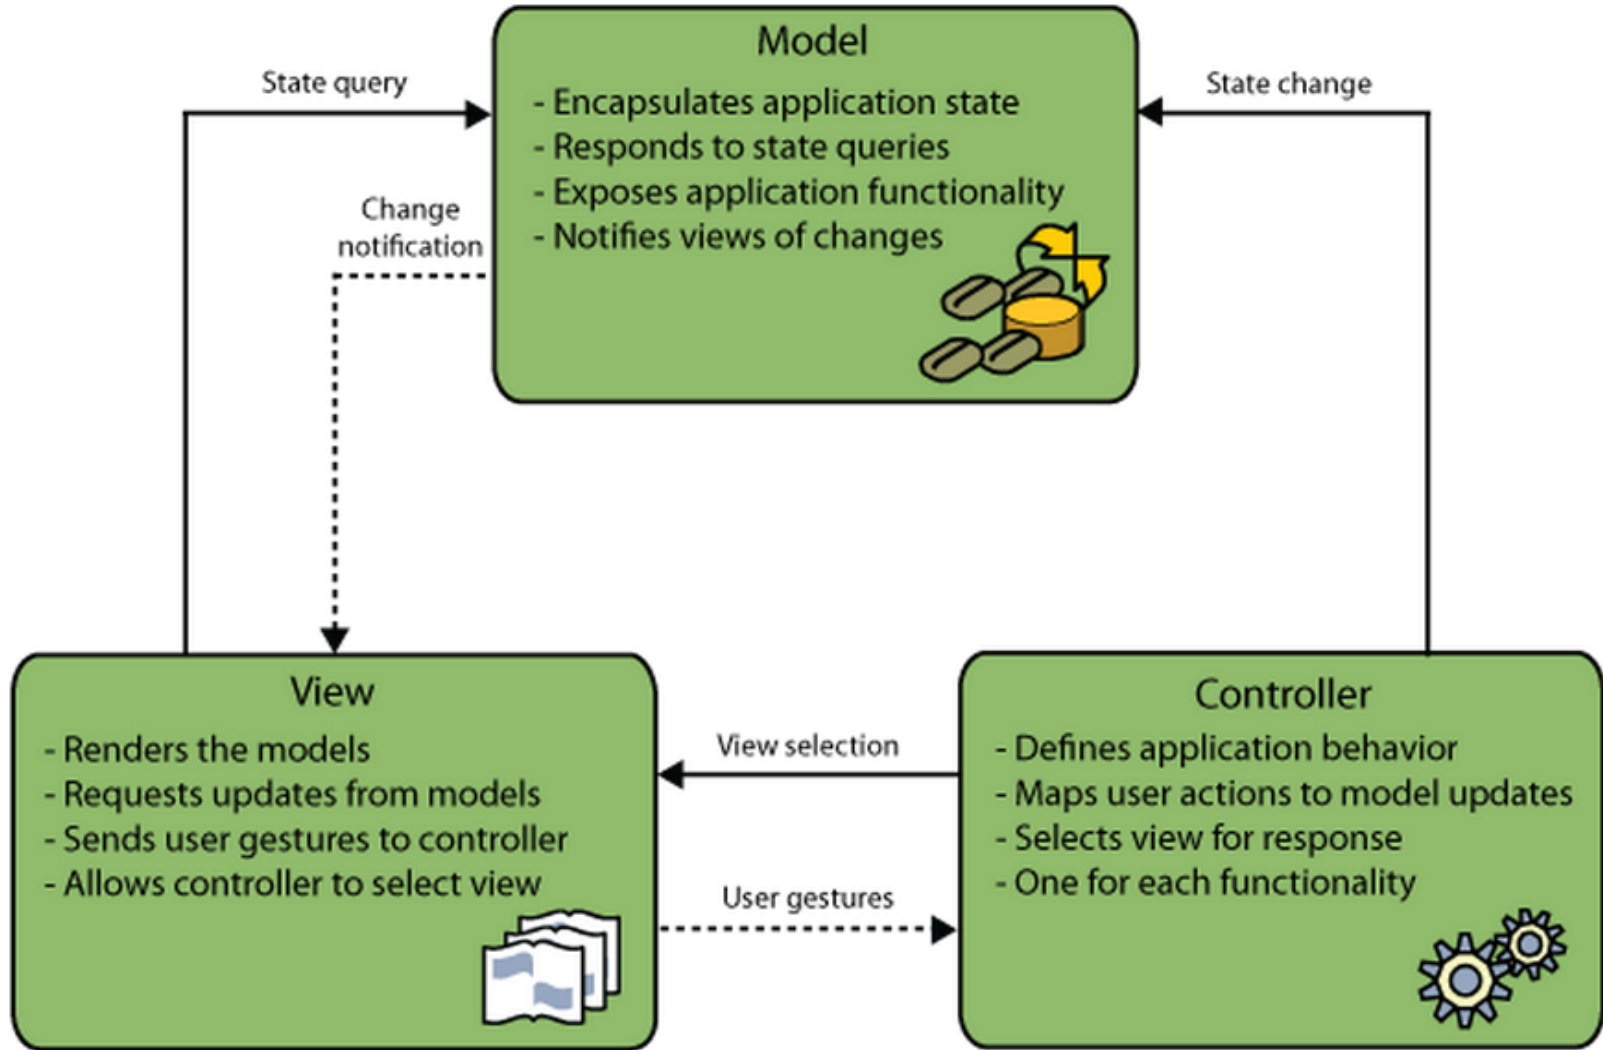 Model
- Encapsulates application state
- Responds to state queries
- Exposes application functionality
- Notifies views of changes
State query
State change
Change
notification
View
- Renders the models
- Requests updates from models
- Sends user gestures to controller
- Allows controller to select view
View selection
User gestures
Controller
- Defines application behavior
- Maps user actions to model updates
- Selects view for response
- One for each functionality